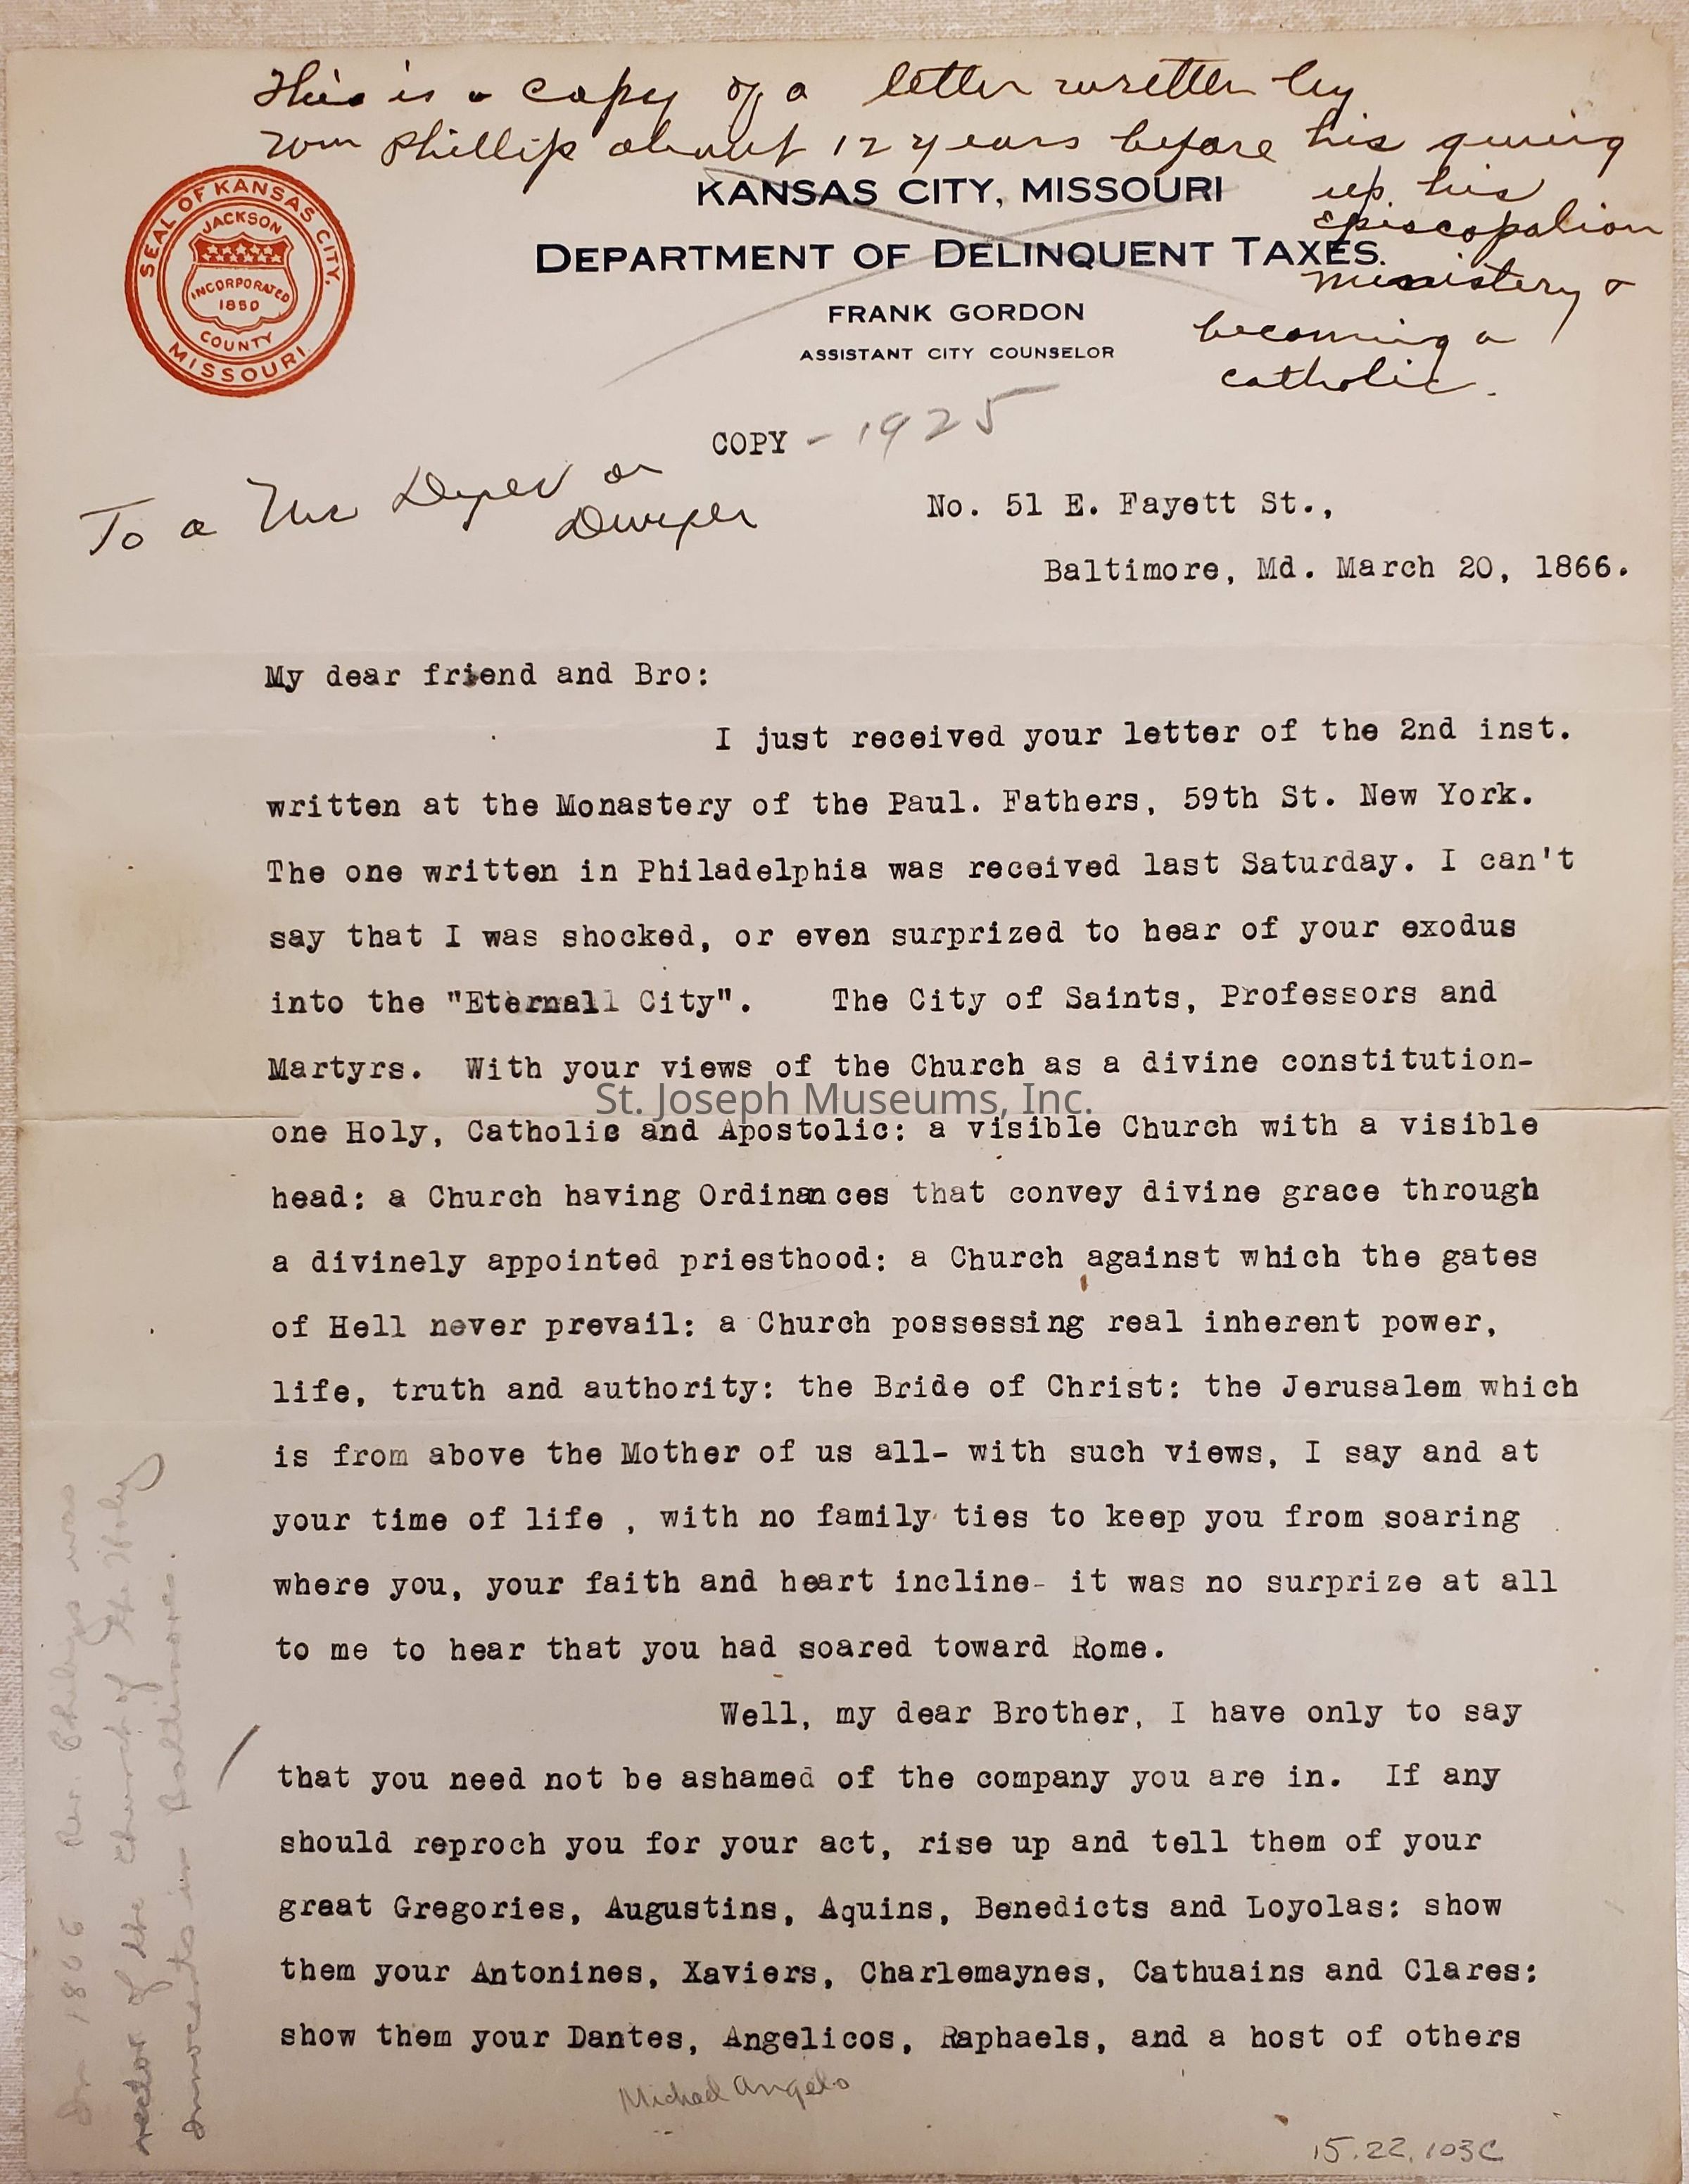 This is a copy of a letter written by
Wm Phillip about 12 years before his giving
up his
Episcopalian
ministery &
becoming a
catholic.
SEAL OF KANSAS CITY.
JACKSON
INCORPORATED
1850
COUNTY
MISSOURI
KANSAS CITY, MISSOURI
DEPARTMENT OF DELINQUENT TAXES.
FRANK GORDON
ASSISTANT CITY COUNSELOR
COPY - 1925
To a Mr Dyer or
Dwyer
No. 51 E. Fayett St.,
Baltimore, Md. March 20, 1866.
My dear friend and Bro:
I just received your letter of the 2nd inst.
written at the Monastery of the Paul. Fathers, 59th St. New York.
The one written in Philadelphia was received last Saturday. I can't
say that I was shocked, or even surprized to hear of your exodus
into the "Eternall City". The City of Saints, Professors and
Martyrs. With your views of the Church as a divine constitution-
St. Joseph Museums, Inc.
one Holy, Catholic and Apostolic: a visible Church with a visible
head: a Church having Ordinances that convey divine grace through
a divinely appointed priesthood: a Church against which the gates
of Hell never prevail: a Church possessing real inherent power,
life, truth and authority: the Bride of Christ: the Jerusalem which
is from above the Mother of us all- with such views, I say and at
your time of life , with no family ties to keep you from soaring
where you, your faith and heart incline- it was no surprize at all
to me to hear that you had soared toward Rome.
Well, my dear Brother, I have only to say
that you need not be ashamed of the company you are in. If any
should reproch you for your act, rise up and tell them of your
great Gregories, Augustins, Aquins, Benedicts and Loyolas: show
them your Antonines, Xaviers, Charlemaynes, Cathuains and Clares:
show them your Dantes, Angelicos, Raphaels, and a host of others
Michael Angelo
15.22.103C
In 1866 Rev. Philips was
rector of the Church of the Holy
Innocents in Baltimore.